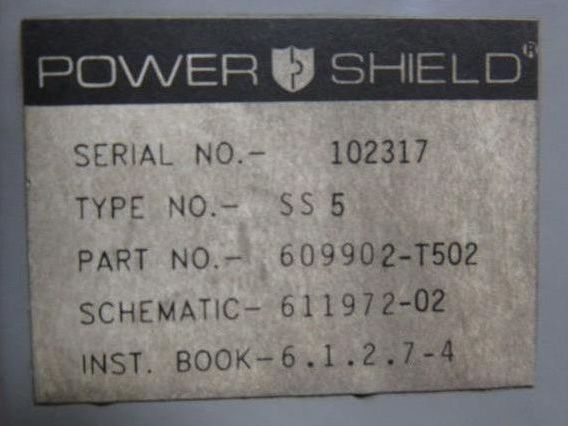 POWER SHIELD®
SERIAL NO.- 102317
TYPE NO.- SS 5
PART NO.- 609902-T502
SCHEMATIC- 611972-02
INST. BOOK-6.1.2.7-4